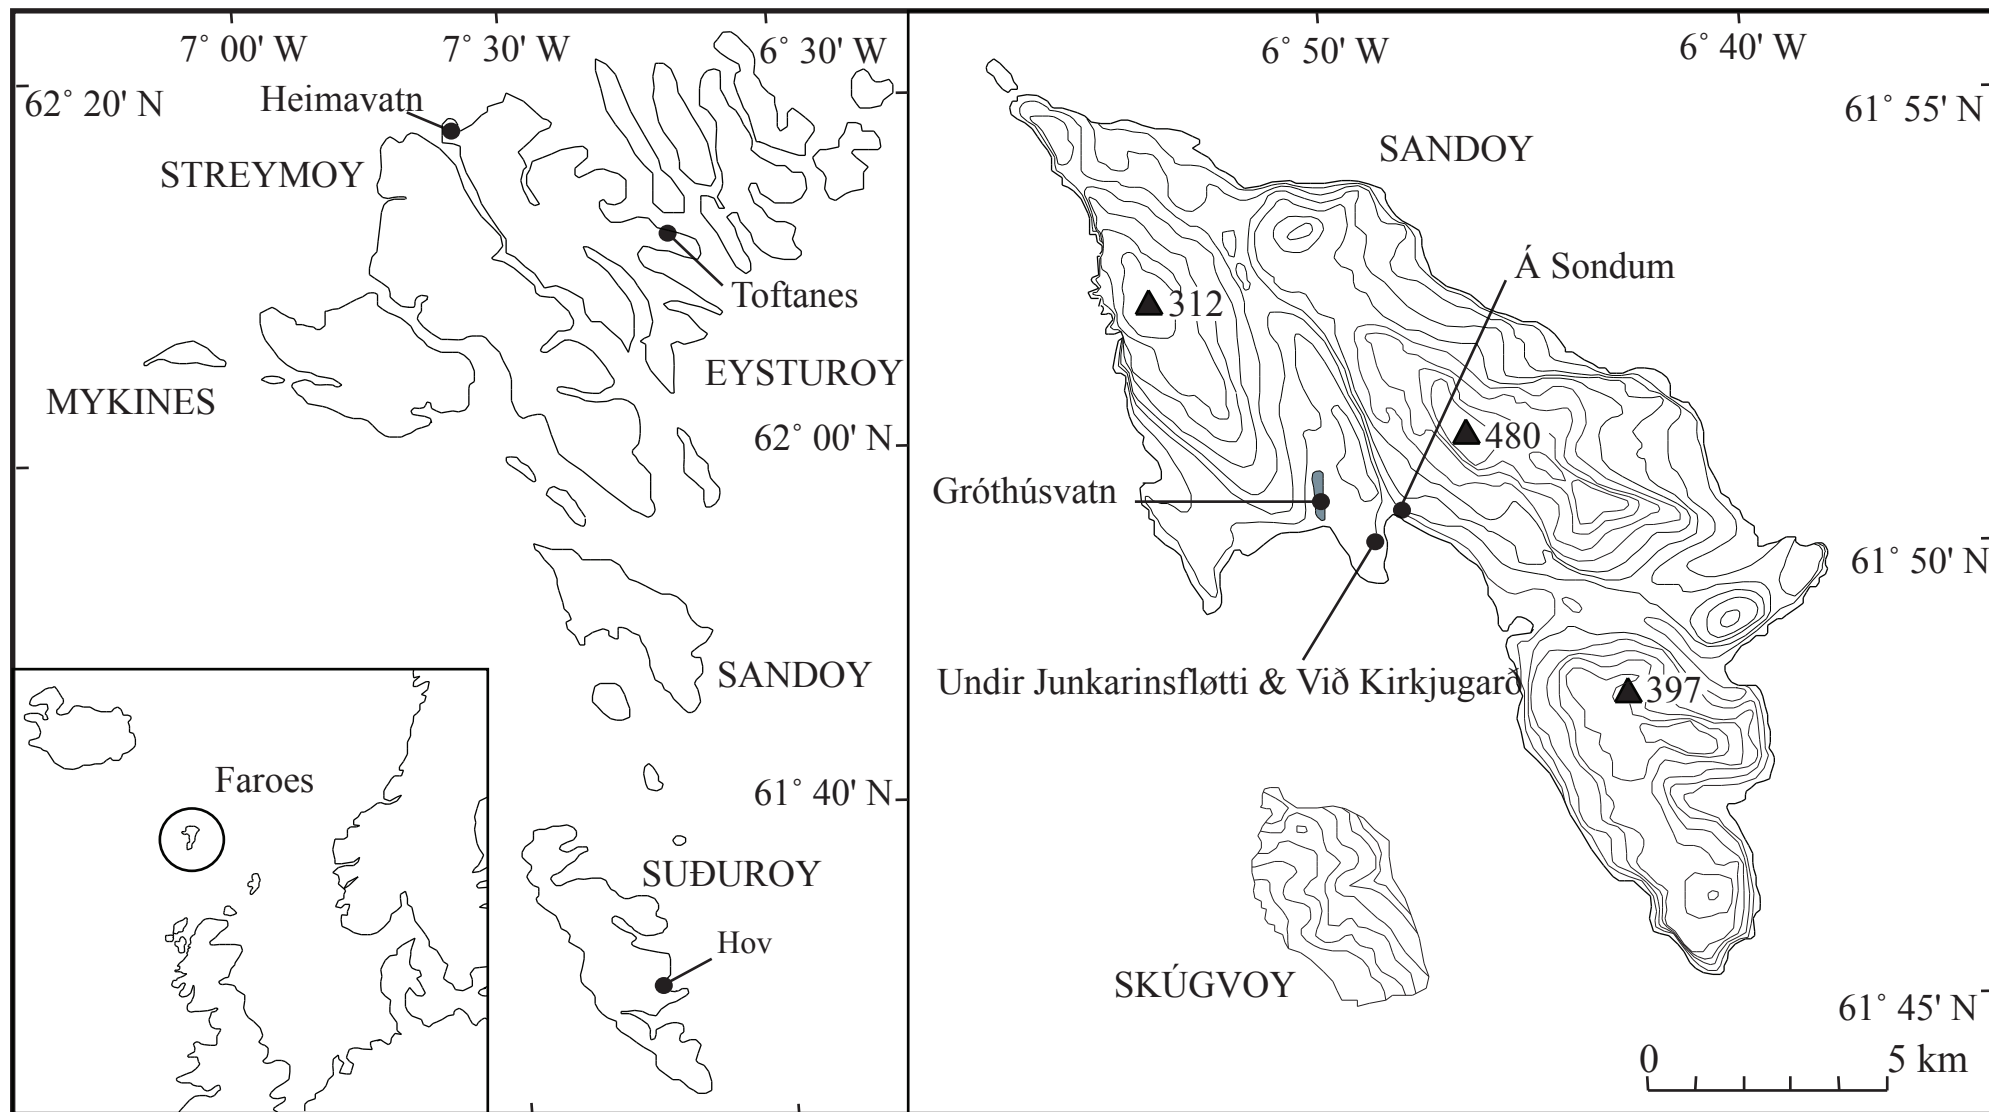 7° 00' W
7° 30' W
6° 30' W
62° 20' N
Heimavatn
STREYMOY
Toftanes
EYSTUROY
MYKINES
62° 00' N
SANDOY
61° 40' N
Faroes
SUÐUROY
Hov
6° 50' W
6° 40' W
61° 55' N
SANDOY
Á Sondum
312
480
Gróthúsvatn
61° 50' N
Undir Junkarinsfløtti & Við Kirkjugarð
397
SKÚGVOY
61° 45' N
0 5 km